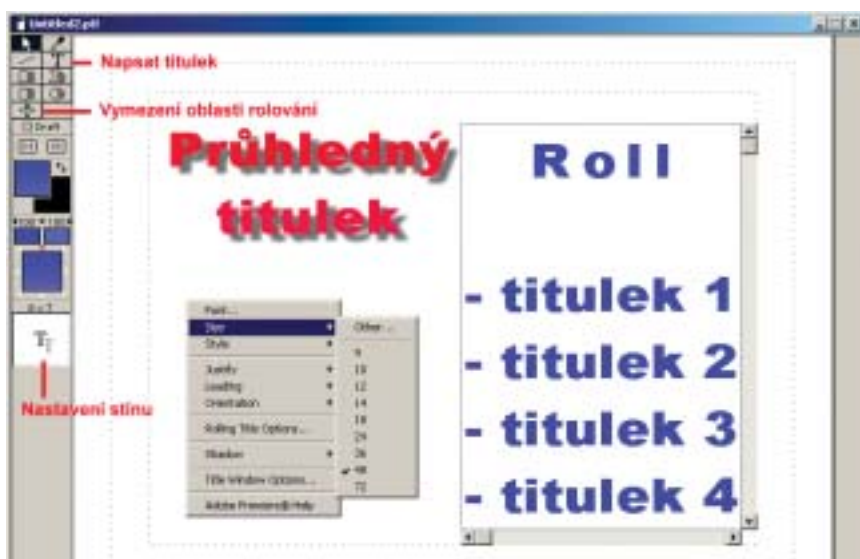 Untitled2.ptl
Napsat titulek
Vymezení oblasti rolování
Draft
Průhledný
titulek
Roll
- titulek 1
- titulek 2
- titulek 3
- titulek 4
Font...
Size
Style
Justify
Leading
Orientation
Rolling Title Options...
Shadow
Title Window Options...
Adobe Premiere® Help
Other...
9
10
12
14
18
24
36
48
72
Nastavení stínu